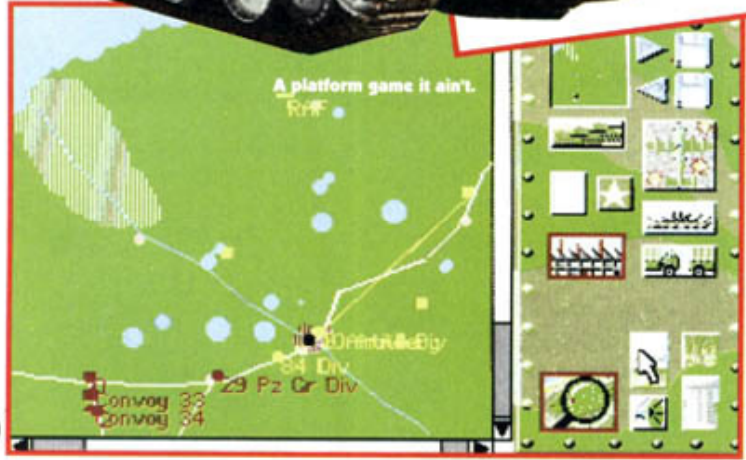 A platform game it ain't.
RAF
84 Div
29 Pz Gr Div
Convoy 33
Convoy 34